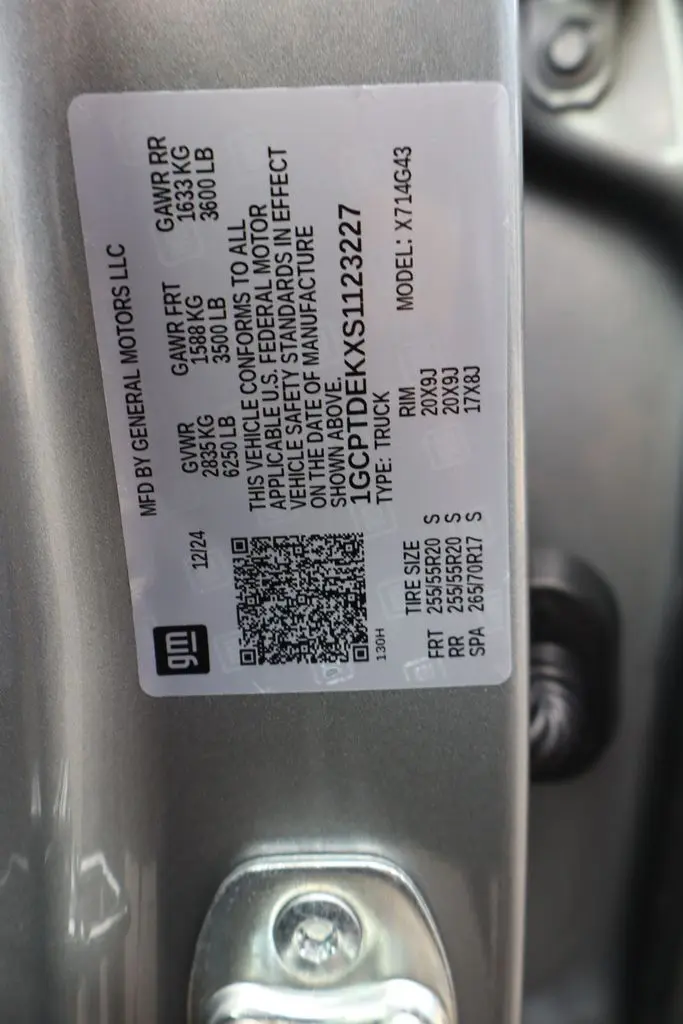 MFD BY GENERAL MOTORS LLC
gm
12/24
GVWR GAWR FRT GAWR RR
2835 KG 1588 KG 1633 KG
6250 LB 3500 LB 3600 LB
THIS VEHICLE CONFORMS TO ALL
APPLICABLE U.S. FEDERAL MOTOR
VEHICLE SAFETY STANDARDS IN EFFECT
ON THE DATE OF MANUFACTURE
SHOWN ABOVE.
1GCPTDEKXS1123227
TYPE: TRUCK MODEL: X714G43
130H
TIRE SIZE RIM
FRT 255/55R20 S 20X9J
RR 255/55R20 S 20X9J
SPA 265/70R17 S 17X8J